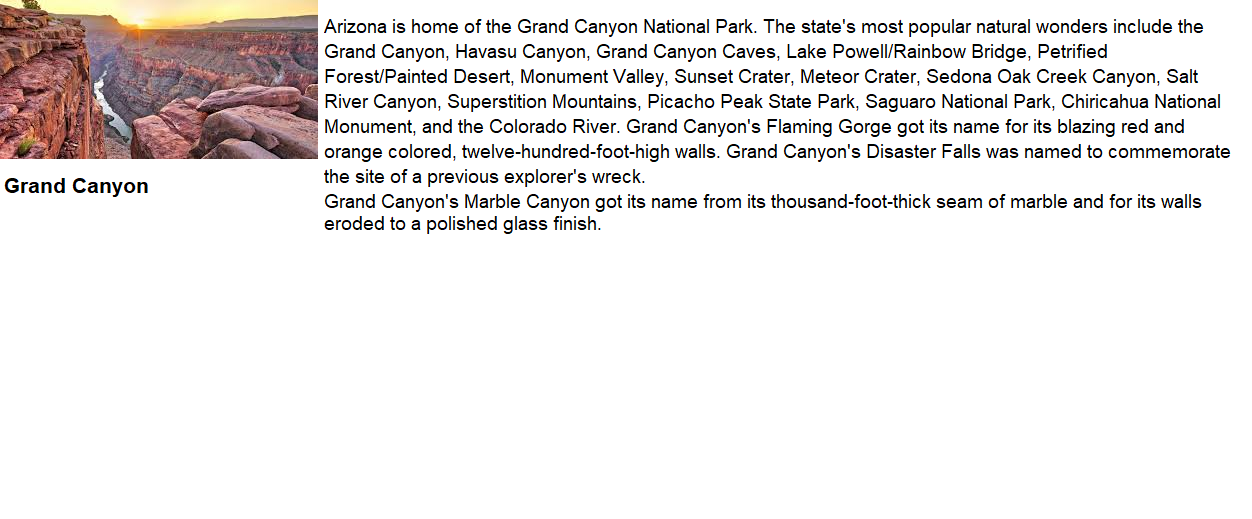 Arizona is home of the Grand Canyon National Park. The state's most popular natural wonders include the
Grand Canyon, Havasu Canyon, Grand Canyon Caves, Lake Powell/Rainbow Bridge, Petrified
Forest/Painted Desert, Monument Valley, Sunset Crater, Meteor Crater, Sedona Oak Creek Canyon, Salt
River Canyon, Superstition Mountains, Picacho Peak State Park, Saguaro National Park, Chiricahua National
Monument, and the Colorado River. Grand Canyon's Flaming Gorge got its name for its blazing red and
orange colored, twelve-hundred-foot-high walls. Grand Canyon's Disaster Falls was named to commemorate
the site of a previous explorer's wreck.
Grand Canyon's Marble Canyon got its name from its thousand-foot-thick seam of marble and for its walls
eroded to a polished glass finish.
Grand Canyon